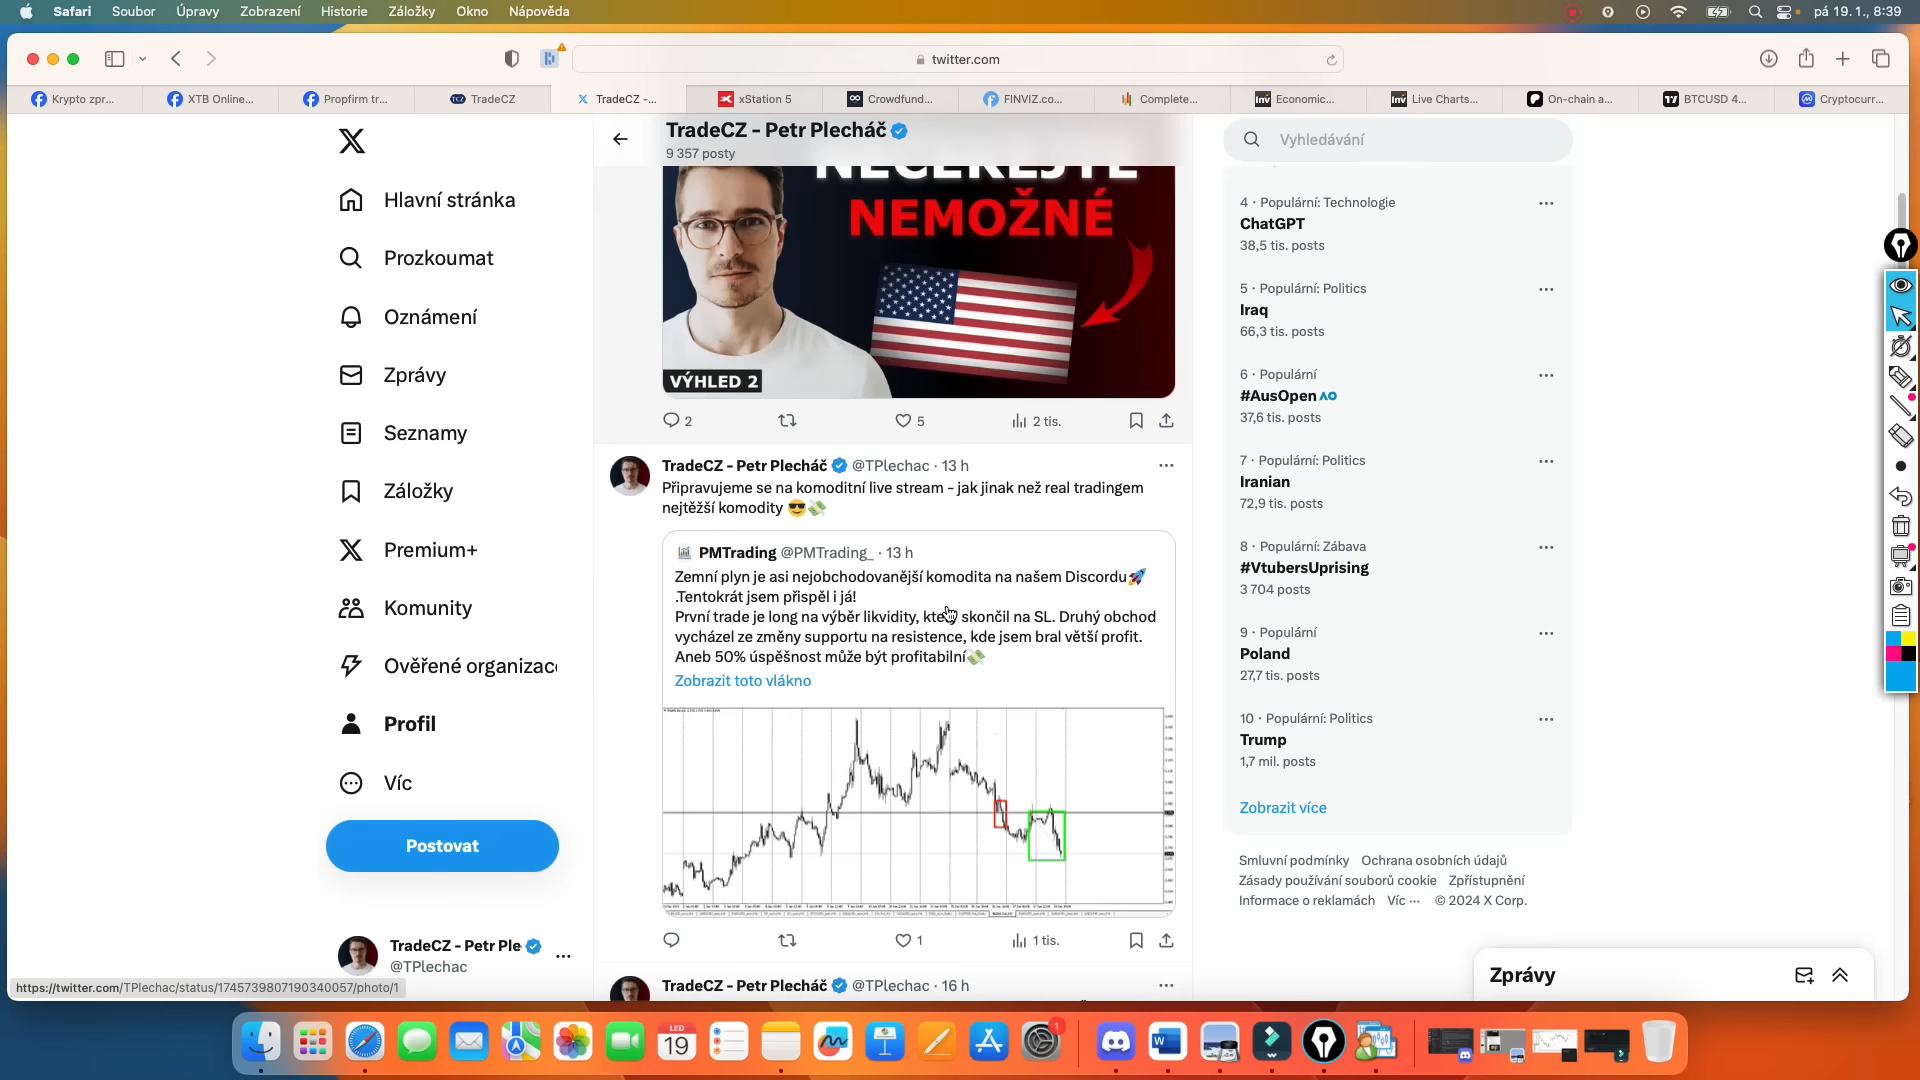 Safari Soubor Úpravy Zobrazení Historie Záložky Okno Nápověda
pá 19.1., 8:39
twitter.com
Krypto zpr... XTB Online... Propfirm tr... TradeCZ TradeCZ -... xStation 5 Crowdfund... FINVIZ.co... Complete... Economic... Live Charts... On-chain a... BTCUSD 4... Cryptocurr...
Hlavní stránka
Prozkoumat
Oznámení
Zprávy
Seznamy
Záložky
Premium+
Komunity
Ověřené organizac
Profil
Víc
Postovat
TradeCZ - Petr Ple
@TPlechac
https://twitter.com/TPlechac/status/1745739807190340057/photo/1
TradeCZ - Petr Plecháč
9 357 posty
NEČEKEJTE
NEMOŽNÉ
VÝHLED 2
2 5 2 tis.
TradeCZ - Petr Plecháč @TPlechac · 13 h
Připravujeme se na komoditní live stream - jak jinak než real tradingem
nejtěžší komodity 😎💸
PMTrading @PMTrading_ · 13 h
Zemní plyn je asi nejobchodovanější komodita na našem Discordu🚀
.Tentokrát jsem přispěl i já!
První trade je long na výběr likvidity, kte skončil na SL. Druhý obchod
vycházel ze změny supportu na resistence, kde jsem bral větší profit.
Aneb 50% úspěšnost může být profitabilní💸
Zobrazit toto vlákno
1 1 tis.
TradeCZ - Petr Plecháč @TPlechac · 16 h
Vyhledávání
4 · Populární: Technologie
ChatGPT
38,5 tis. posts
5 · Populární: Politics
Iraq
66,3 tis. posts
6 · Populární
#AusOpen AO
37,6 tis. posts
7 · Populární: Politics
Iranian
72,9 tis. posts
8 · Populární: Zábava
#VtubersUprising
3 704 posts
9 · Populární
Poland
27,7 tis. posts
10 · Populární: Politics
Trump
1,7 mil. posts
Zobrazit více
Smluvní podmínky Ochrana osobních údajů
Zásady používání souborů cookie Zpřístupnění
Informace o reklamách Víc ··· © 2024 X Corp.
Zprávy
LED
19
1